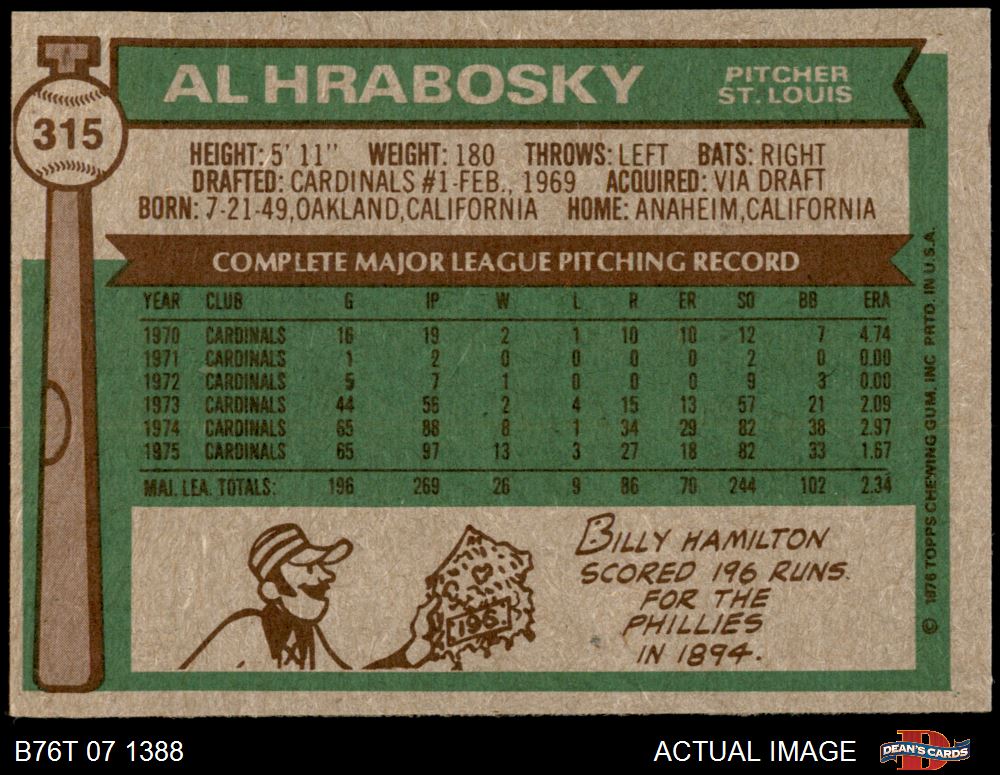 315
AL HRABOSKY
PITCHER
ST. LOUIS
HEIGHT: 5' 11" WEIGHT: 180 THROWS: LEFT BATS: RIGHT
DRAFTED: CARDINALS #1-FEB., 1969 ACQUIRED: VIA DRAFT
BORN: 7-21-49, OAKLAND, CALIFORNIA HOME: ANAHEIM, CALIFORNIA
COMPLETE MAJOR LEAGUE PITCHING RECORD
YEAR CLUB G IP W L R ER SO BB ERA
1970 CARDINALS 16 19 2 1 10 10 12 7 4.74
1971 CARDINALS 1 2 0 0 0 0 2 0 0.00
1972 CARDINALS 5 7 1 0 0 0 9 3 0.00
1973 CARDINALS 44 56 2 4 15 13 57 21 2.09
1974 CARDINALS 65 88 8 1 34 29 82 38 2.97
1975 CARDINALS 65 97 13 3 27 18 82 33 1.67
MAJ. LEA. TOTALS: 196 269 26 9 86 70 244 102 2.34
196
BILLY HAMILTON
SCORED 196 RUNS
FOR THE
PHILLIES
IN 1894.
© 1976 TOPPS CHEWING GUM, INC. PRTD. IN U.S.A.
B76T 07 1388
ACTUAL IMAGE
DEAN'S CARDS